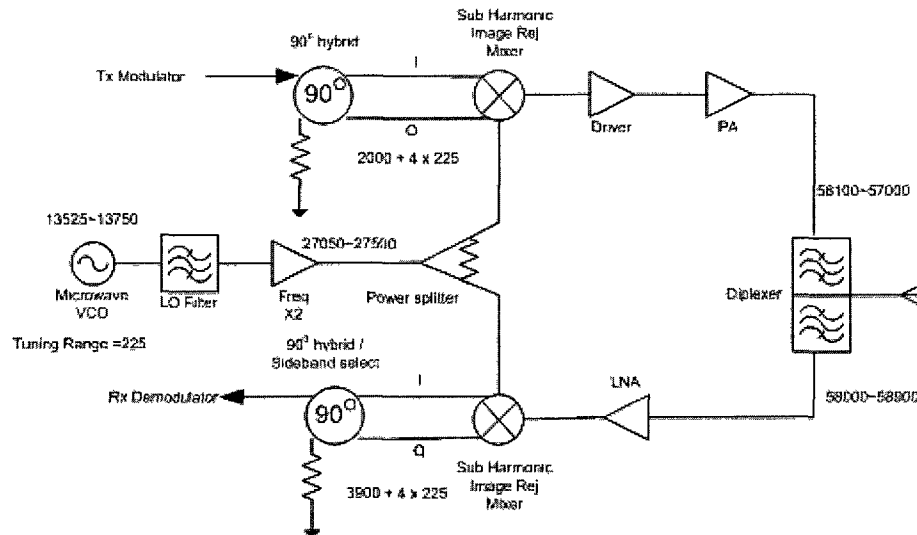 Sub Harmonic
Image Rej
Mixer
90° hybrid
Tx Modulator
I
90°
Q
Driver
PA
2000 + 4 x 225
56100~57000
13525~13750
27050~27500
Microwave
VCO
LO Filter
Freq
X2
Power splitter
Diplexer
Tuning Range =225
90° hybrid /
Sideband select
LNA
58000~58900
Rx Demodulator
I
90°
Q
3900 + 4 x 225
Sub Harmonic
Image Rej
Mixer